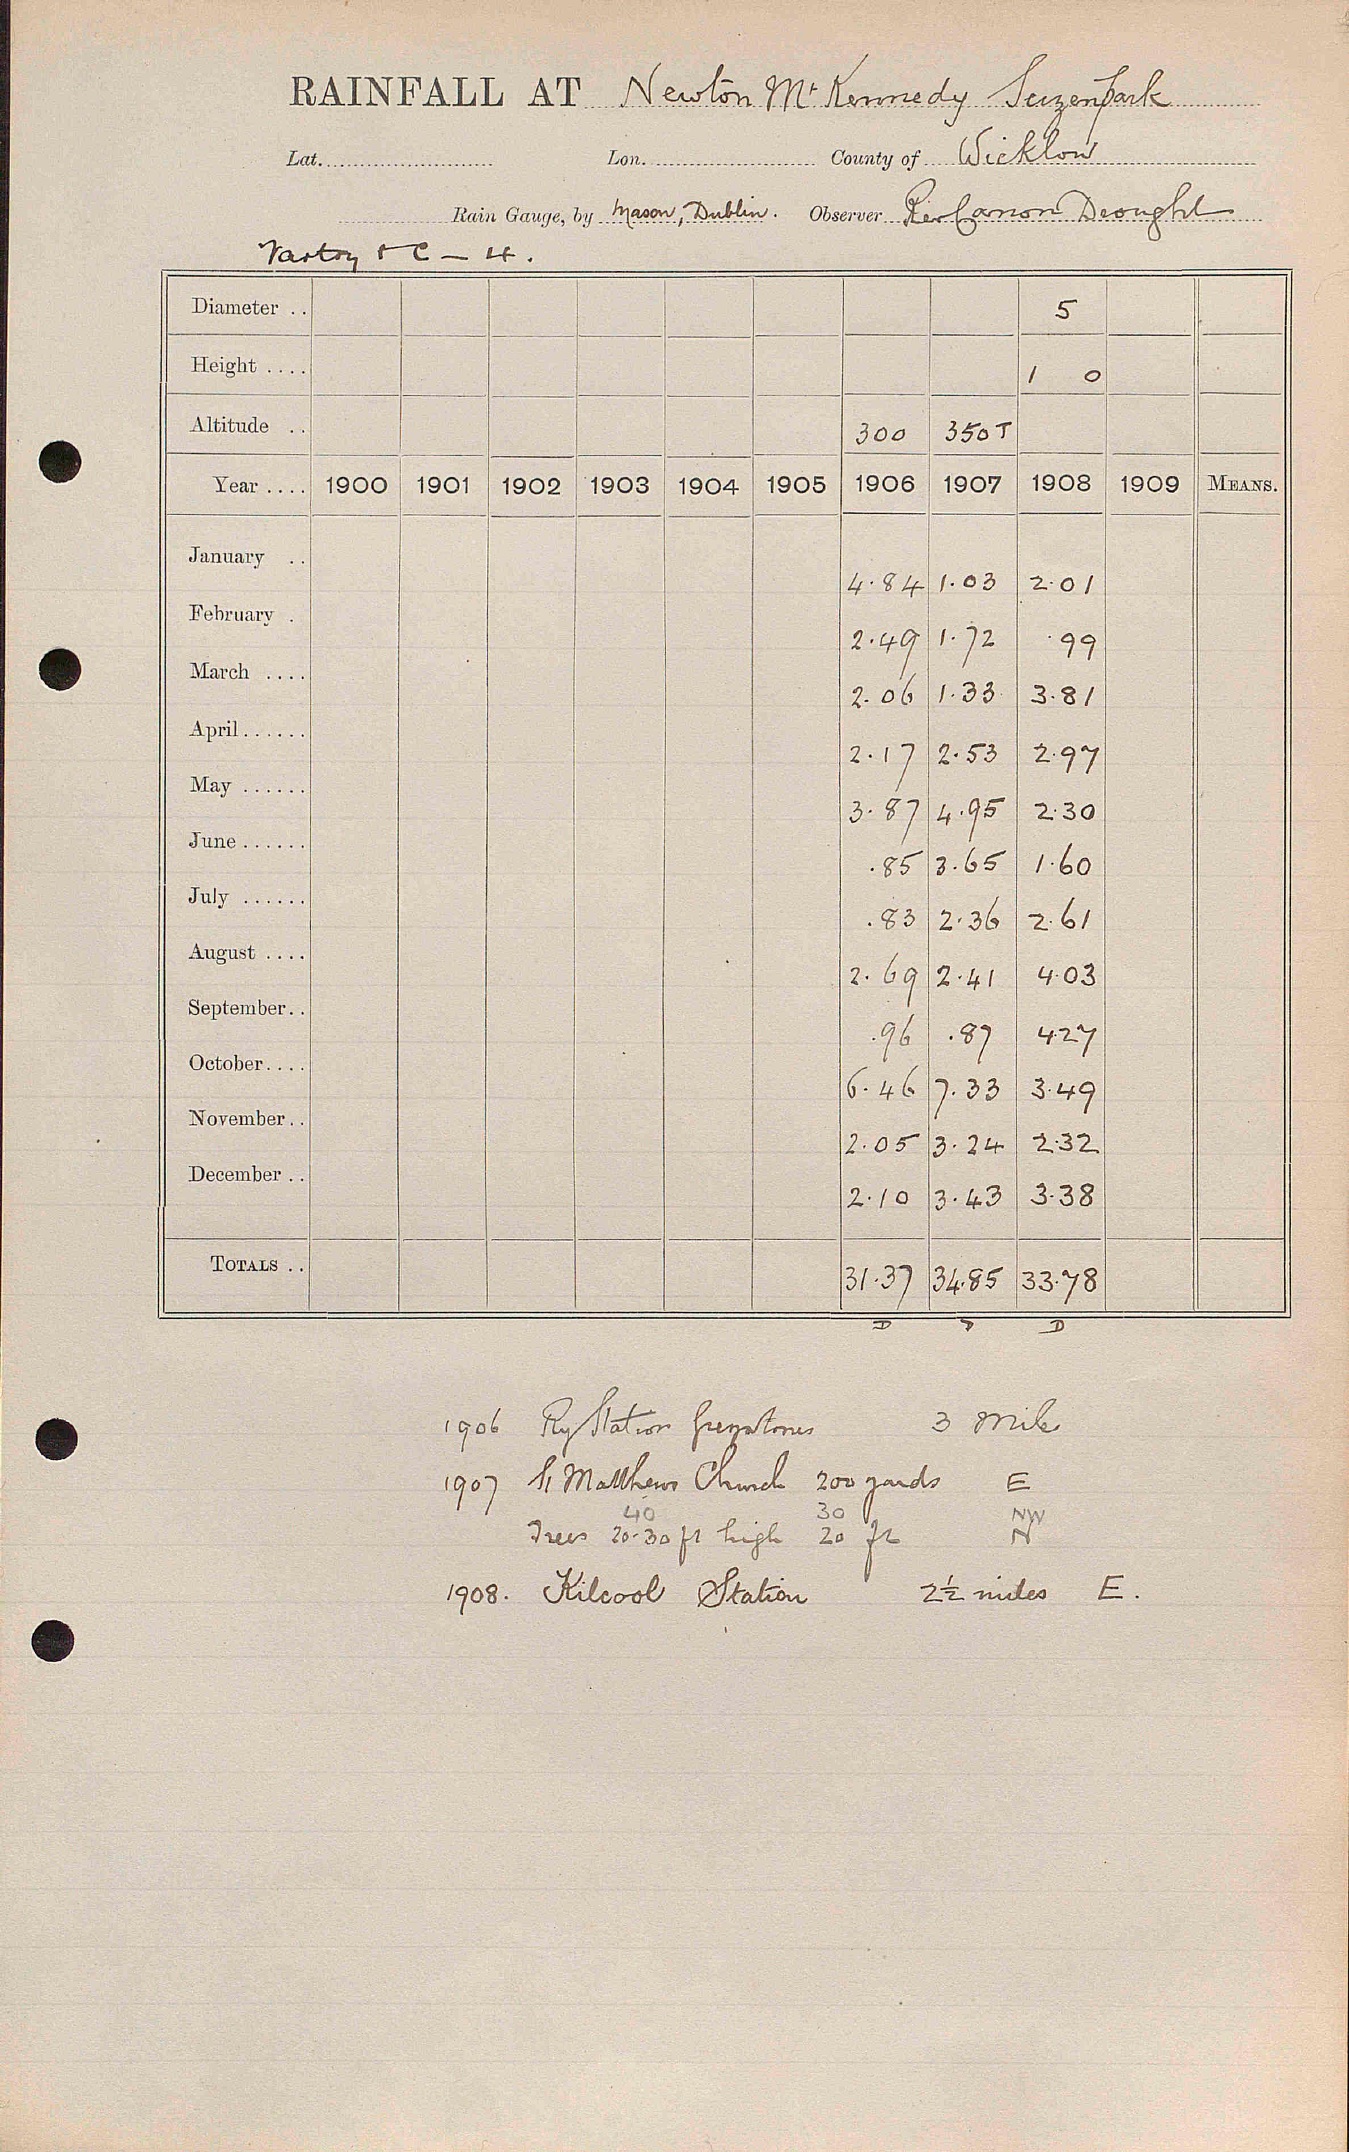 RAINFALL AT Newton Mt Kennedy
Lat. Lon. County of Wicklow
Rain Gauge, by Mason, Dublin. Observer Rev Canon Drought
Vartry & C – 4.
Diameter .. 5
Height .... 1 0
Altitude .. 300 350T
Year .... 1900 1901 1902 1903 1904 1905 1906 1907 1908 1909 MEANS.
January .. 4.84 1.03 2.01
February . 2.49 1.72 .99
March .... 2.06 1.33 3.81
April...... 2.17 2.53 2.97
May ...... 3.87 4.95 2.30
June ...... .85 3.65 1.60
July ...... .83 2.36 2.61
August .... 2.69 2.41 4.03
September.. .96 .87 4.27
October.... 6.46 7.33 3.49
November.. 2.05 3.24 2.32
December .. 2.10 3.43 3.38
TOTALS .. 31.37 34.85 33.78
D D D
1906 Ry Station Greystones 3 Mile
1907 St Matthews Church 200 yards E
40 30 NW
Trees 20-30 ft high 20 ft N
1908. Kilcool Station 2½ miles E.